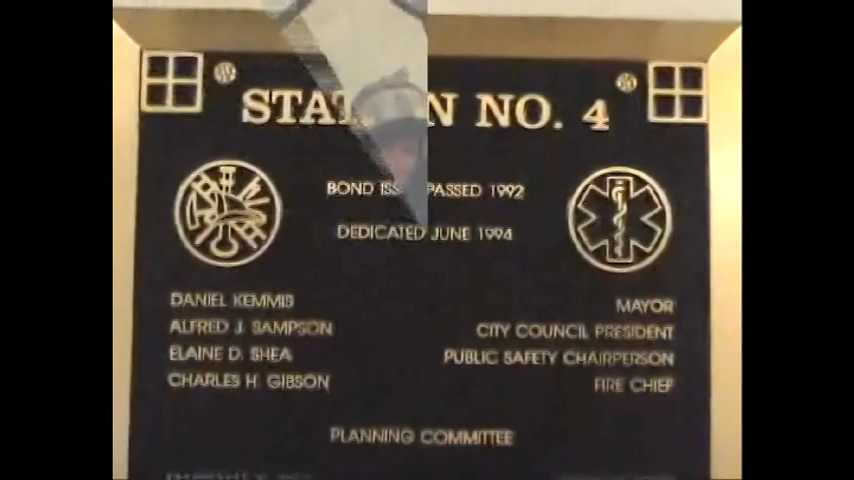 STAT N NO. 4
BOND ISS PASSED 1992
DEDICATED JUNE 1994
DANIEL KEMMIS MAYOR
ALFRED J. SAMPSON CITY COUNCIL PRESIDENT
ELAINE D. SHEA PUBLIC SAFETY CHAIRPERSON
CHARLES H. GIBSON FIRE CHIEF
PLANNING COMMITTEE